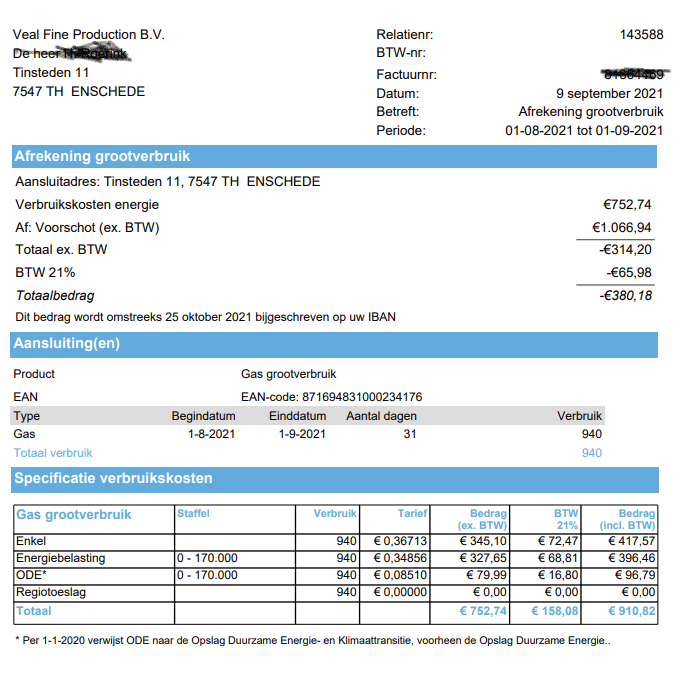 Veal Fine Production B.V.
De heer
Tinsteden 11
7547 TH ENSCHEDE
Relatienr: 143588
BTW-nr:
Factuurnr:
Datum: 9 september 2021
Betreft: Afrekening grootverbruik
Periode: 01-08-2021 tot 01-09-2021
Afrekening grootverbruik
Aansluitadres: Tinsteden 11, 7547 TH ENSCHEDE
Verbruikskosten energie €752,74
Af: Voorschot (ex. BTW) €1.066,94
Totaal ex. BTW -€314,20
BTW 21% -€65,98
Totaalbedrag -€380,18
Dit bedrag wordt omstreeks 25 oktober 2021 bijgeschreven op uw IBAN
Aansluiting(en)
Product Gas grootverbruik
EAN EAN-code: 871694831000234176
Type Begindatum Einddatum Aantal dagen Verbruik
Gas 1-8-2021 1-9-2021 31 940
Totaal verbruik 940
Specificatie verbruikskosten
Gas grootverbruik Staffel Verbruik Tarief Bedrag (ex. BTW) BTW 21% Bedrag (incl. BTW)
Enkel 940 € 0,36713 € 345,10 € 72,47 € 417,57
Energiebelasting 0 - 170.000 940 € 0,34856 € 327,65 € 68,81 € 396,46
ODE* 0 - 170.000 940 € 0,08510 € 79,99 € 16,80 € 96,79
Regiotoeslag 940 € 0,00000 € 0,00 € 0,00 € 0,00
Totaal € 752,74 € 158,08 € 910,82
* Per 1-1-2020 verwijst ODE naar de Opslag Duurzame Energie- en Klimaattransitie, voorheen de Opslag Duurzame Energie..